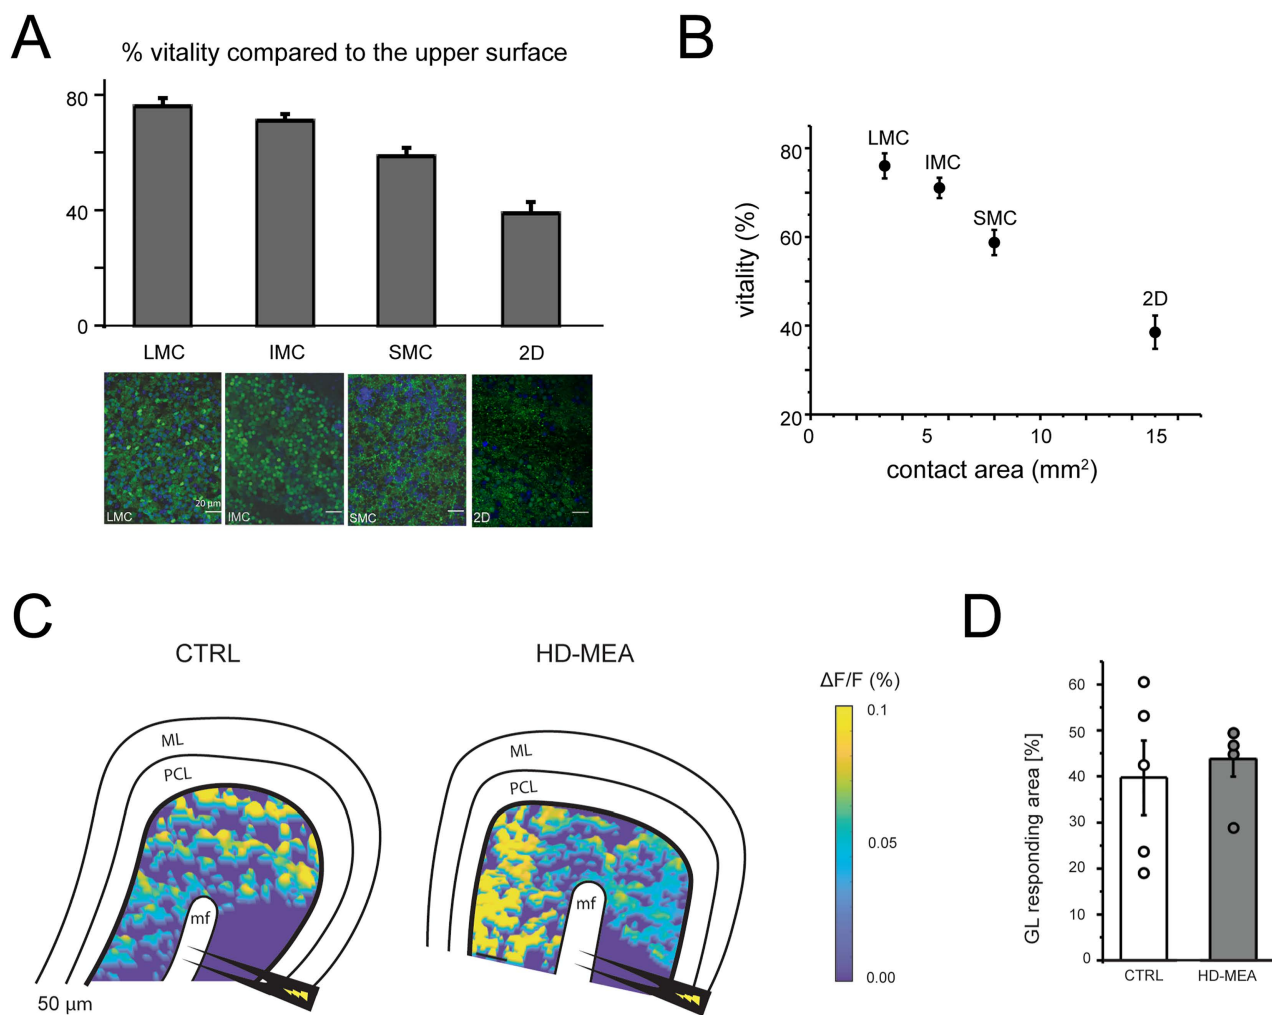 A
% vitality compared to the upper surface
80
40
0
LMC
IMC
SMC
2D
20 µm
LMC
IMC
SMC
2D
B
vitality (%)
80
60
40
20
LMC
IMC
SMC
2D
0
5
10
15
contact area (mm²)
C
CTRL
ML
PCL
mf
50 µm
HD-MEA
ML
PCL
mf
ΔF/F (%)
0.1
0.05
0.00
D
GL responding area [%]
60
50
40
30
20
10
0
CTRL
HD-MEA